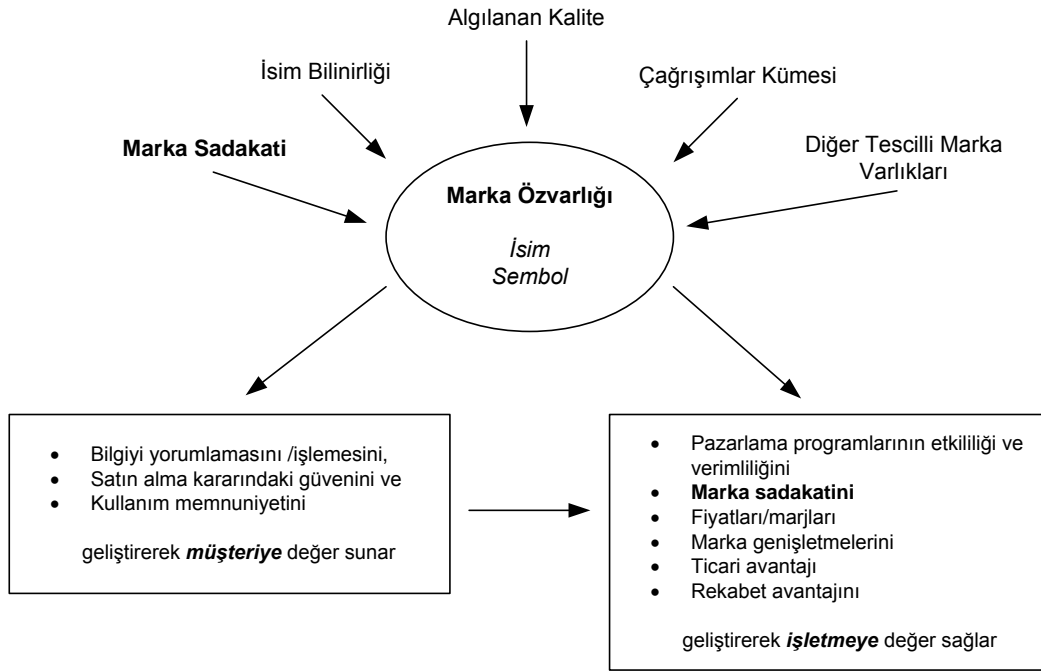 Algılanan Kalite
İsim Bilinirliği
Çağrışımlar Kümesi
Marka Sadakati
Diğer Tescilli Marka
Varlıkları
Marka Özvarlığı
İsim
Sembol
• Bilgiyi yorumlamasını /işlemesini,
• Satın alma kararındaki güvenini ve
• Kullanım memnuniyetini
geliştirerek müşteriye değer sunar
• Pazarlama programlarının etkililiği ve
verimliliğini
• Marka sadakatini
• Fiyatları/marjları
• Marka genişletmelerini
• Ticari avantajı
• Rekabet avantajını
geliştirerek işletmeye değer sağlar